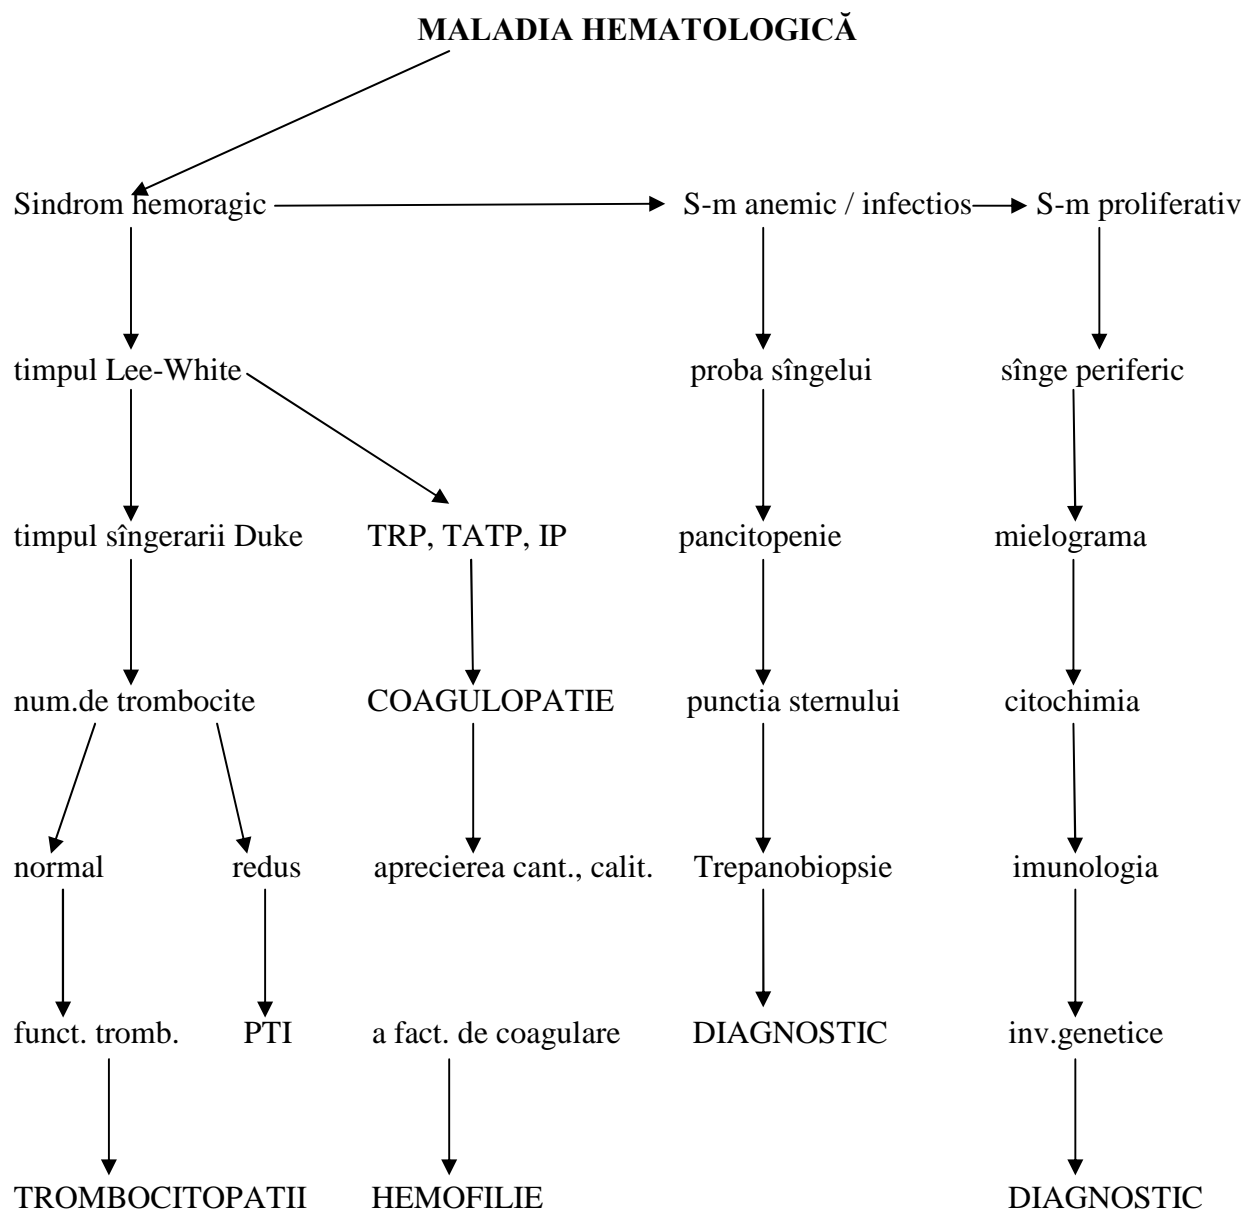 MALADIA HEMATOLOGICĂ
Sindrom hemoragic S-m anemic / infectios S-m proliferativ
timpul Lee-White proba sîngelui sînge periferic
timpul sîngerarii Duke TRP, TATP, IP pancitopenie mielograma
num.de trombocite COAGULOPATIE punctia sternului citochimia
normal redus aprecierea cant., calit. Trepanobiopsie imunologia
funct. tromb. PTI a fact. de coagulare DIAGNOSTIC inv.genetice
TROMBOCITOPATII HEMOFILIE DIAGNOSTIC